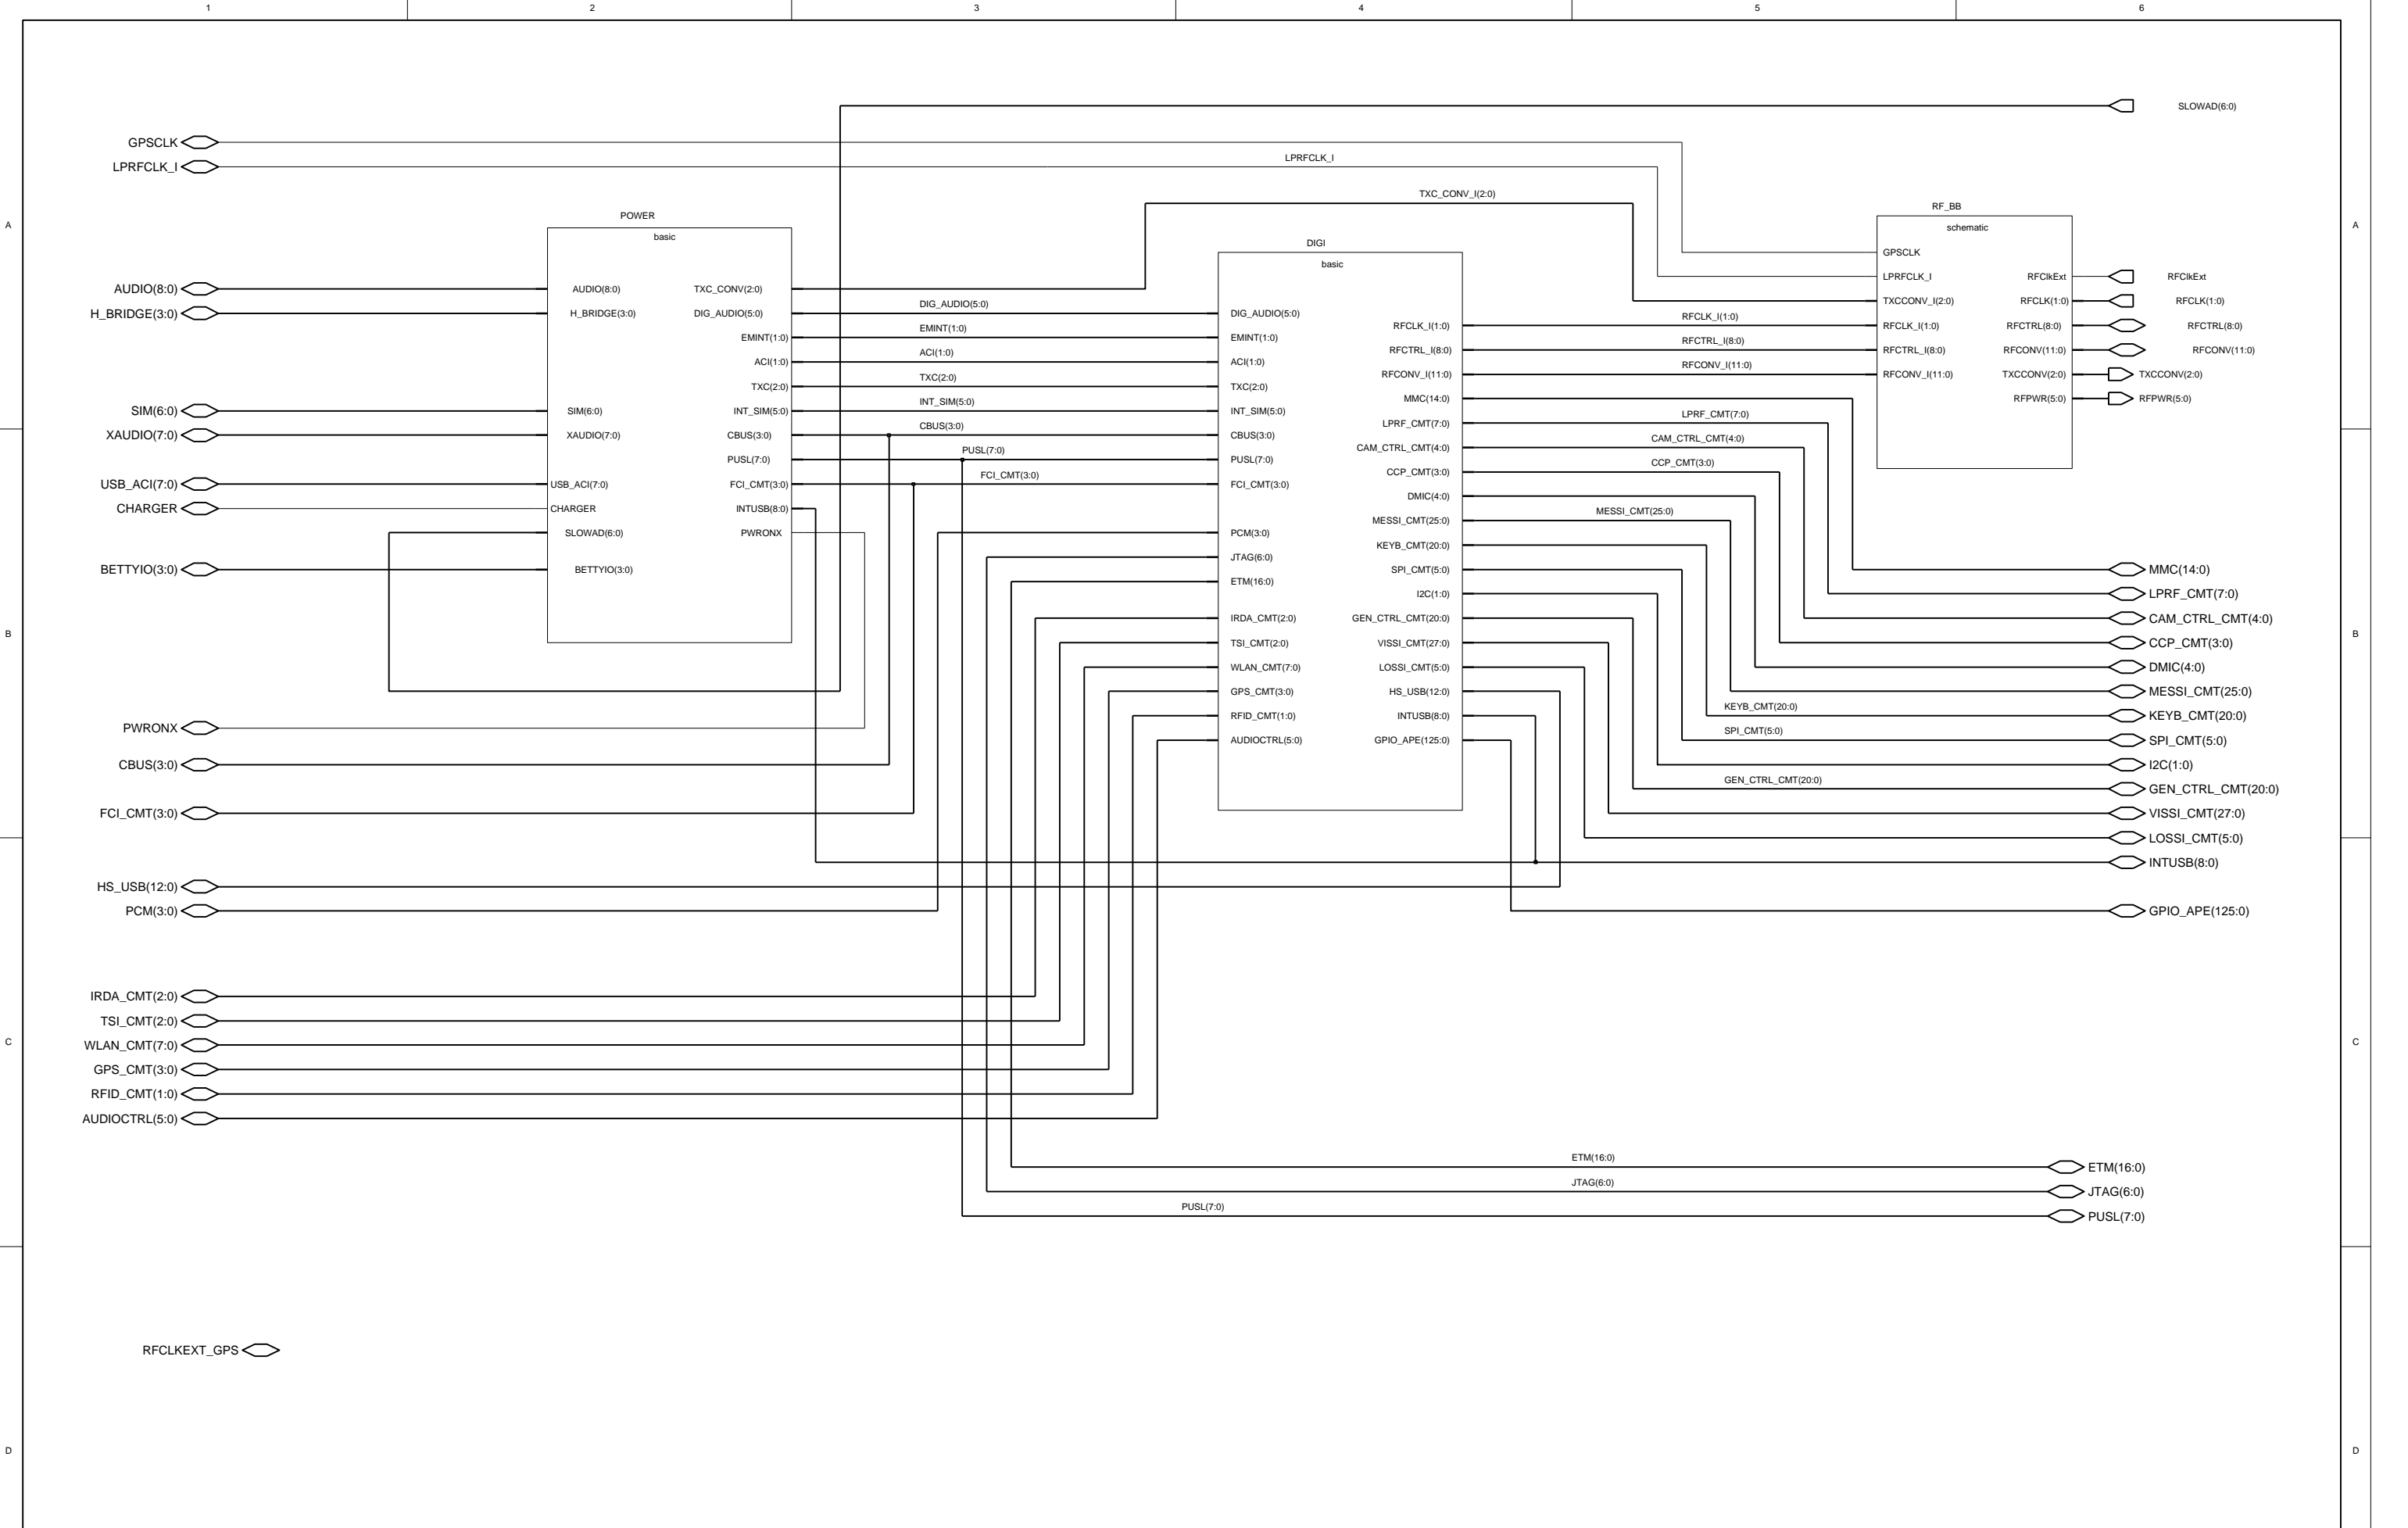 1 2 3 4 5 6
SLOWAD(6:0)
GPSCLK
LPRFCLK_I
LPRFCLK_I
TXC_CONV_I(2:0)
POWER
RF_BB
A
A
basic
schematic
DIGI
basic
GPSCLK
LPRFCLK_I RFClkExt RFClkExt
AUDIO(8:0) AUDIO(8:0) TXC_CONV(2:0)
TXCCONV_I(2:0) RFCLK(1:0) RFCLK(1:0)
DIG_AUDIO(5:0)
H_BRIDGE(3:0) H_BRIDGE(3:0) DIG_AUDIO(5:0) DIG_AUDIO(5:0)
RFCLK_I(1:0)
RFCLK_I(1:0) RFCLK_I(1:0) RFCTRL(8:0) RFCTRL(8:0)
EMINT(1:0)
EMINT(1:0) EMINT(1:0)
RFCTRL_I(8:0)
RFCTRL_I(8:0) RFCTRL_I(8:0) RFCONV(11:0) RFCONV(11:0)
ACI(1:0)
ACI(1:0) ACI(1:0)
RFCONV_I(11:0)
RFCONV_I(11:0) RFCONV_I(11:0) TXCCONV(2:0) TXCCONV(2:0)
TXC(2:0)
TXC(2:0) TXC(2:0)
MMC(14:0) RFPWR(5:0) RFPWR(5:0)
INT_SIM(5:0)
SIM(6:0) SIM(6:0) INT_SIM(5:0) INT_SIM(5:0)
LPRF_CMT(7:0)
LPRF_CMT(7:0)
CBUS(3:0)
XAUDIO(7:0) XAUDIO(7:0) CBUS(3:0) CBUS(3:0)
CAM_CTRL_CMT(4:0)
CAM_CTRL_CMT(4:0)
PUSL(7:0)
PUSL(7:0) PUSL(7:0)
CCP_CMT(3:0)
CCP_CMT(3:0)
FCI_CMT(3:0)
USB_ACI(7:0) USB_ACI(7:0) FCI_CMT(3:0) FCI_CMT(3:0)
DMIC(4:0)
CHARGER CHARGER INTUSB(8:0)
MESSI_CMT(25:0)
MESSI_CMT(25:0)
SLOWAD(6:0) PWRONX PCM(3:0)
KEYB_CMT(20:0)
JTAG(6:0)
BETTYIO(3:0) BETTYIO(3:0) SPI_CMT(5:0) MMC(14:0)
ETM(16:0)
I2C(1:0) LPRF_CMT(7:0)
IRDA_CMT(2:0) GEN_CTRL_CMT(20:0) CAM_CTRL_CMT(4:0)
B
B
TSI_CMT(2:0) VISSI_CMT(27:0) CCP_CMT(3:0)
WLAN_CMT(7:0) LOSSI_CMT(5:0) DMIC(4:0)
GPS_CMT(3:0) HS_USB(12:0) MESSI_CMT(25:0)
KEYB_CMT(20:0)
RFID_CMT(1:0) INTUSB(8:0) KEYB_CMT(20:0)
PWRONX
SPI_CMT(5:0)
AUDIOCTRL(5:0) GPIO_APE(125:0) SPI_CMT(5:0)
CBUS(3:0) I2C(1:0)
GEN_CTRL_CMT(20:0)
GEN_CTRL_CMT(20:0)
FCI_CMT(3:0) VISSI_CMT(27:0)
LOSSI_CMT(5:0)
INTUSB(8:0)
HS_USB(12:0)
PCM(3:0) GPIO_APE(125:0)
IRDA_CMT(2:0)
TSI_CMT(2:0)
C
C
WLAN_CMT(7:0)
GPS_CMT(3:0)
RFID_CMT(1:0)
AUDIOCTRL(5:0)
ETM(16:0)
ETM(16:0)
JTAG(6:0)
JTAG(6:0)
PUSL(7:0)
PUSL(7:0)
RFCLKEXT_GPS
D
D